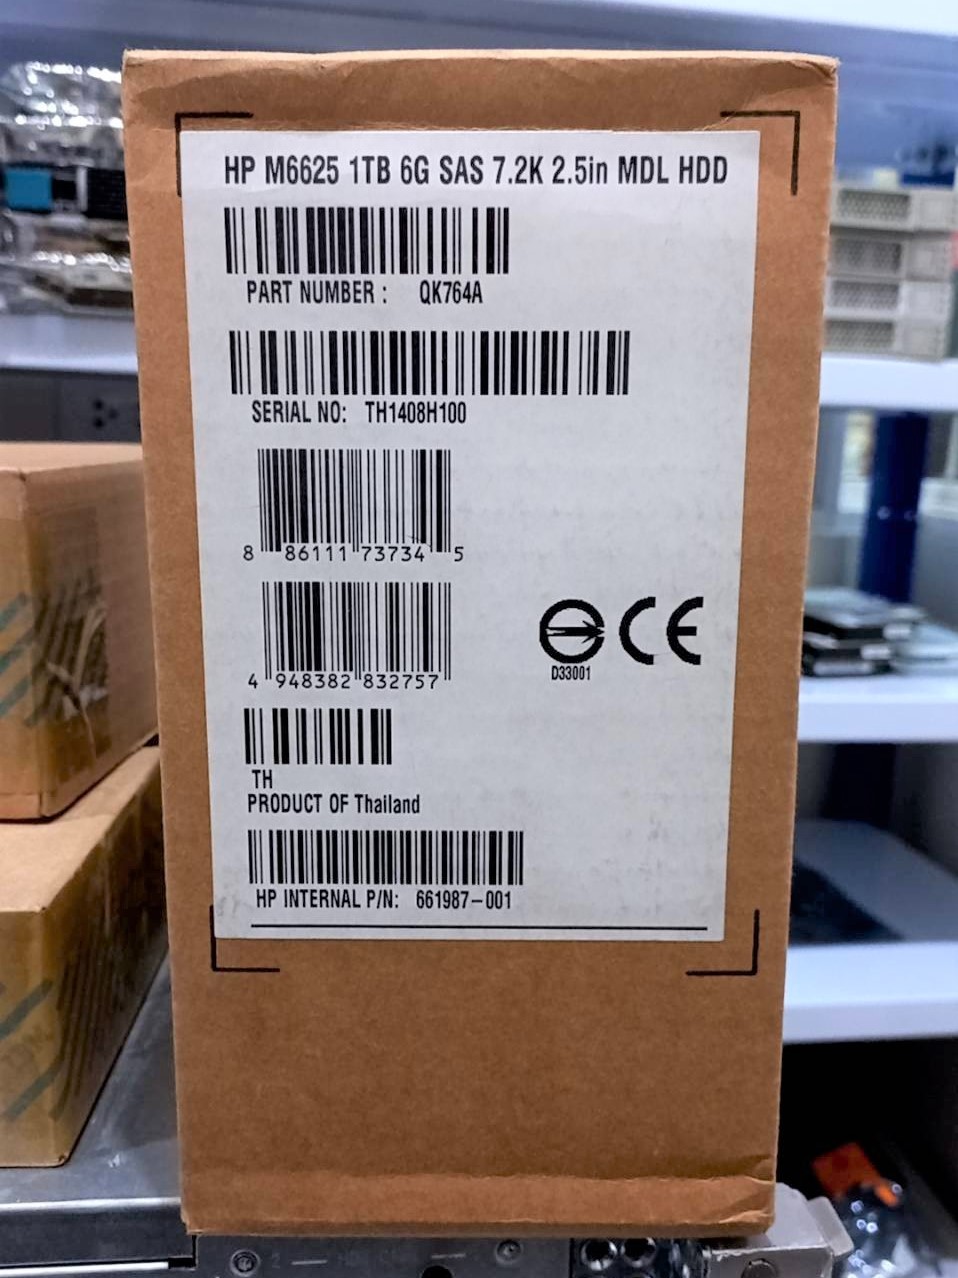 HP M6625 1TB 6G SAS 7.2K 2.5in MDL HDD
PART NUMBER : QK764A
SERIAL NO: TH1408H100
8 86111 73734 5
4 948382 832757
D33001
CE
TH
PRODUCT OF Thailand
HP INTERNAL P/N: 661987-001